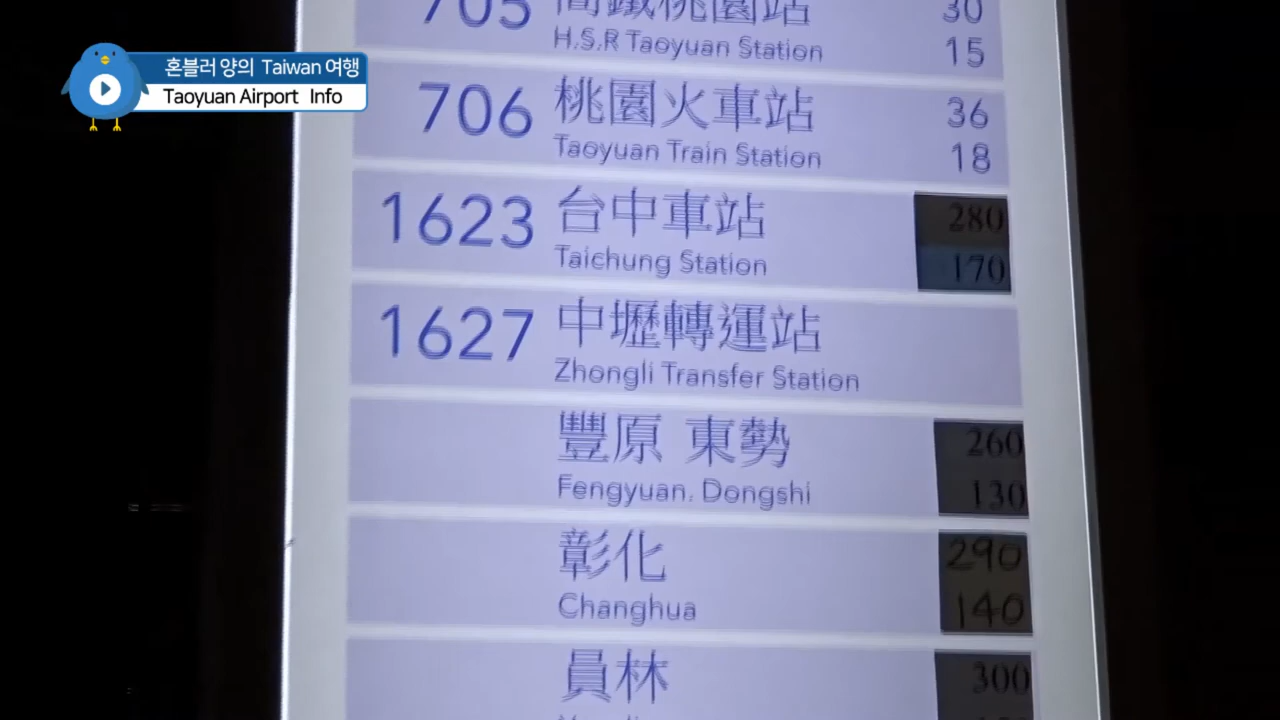 혼블러 양의 Taiwan 여행
Taoyuan Airport Info
705 高鐵桃園站 30
H.S.R Taoyuan Station 15
706 桃園火車站 36
Taoyuan Train Station 18
1623 台中車站 280
Taichung Station 170
1627 中壢轉運站
Zhongli Transfer Station
豐原 東勢 260
Fengyuan. Dongshi 130
彰化 290
Changhua 140
員林 300